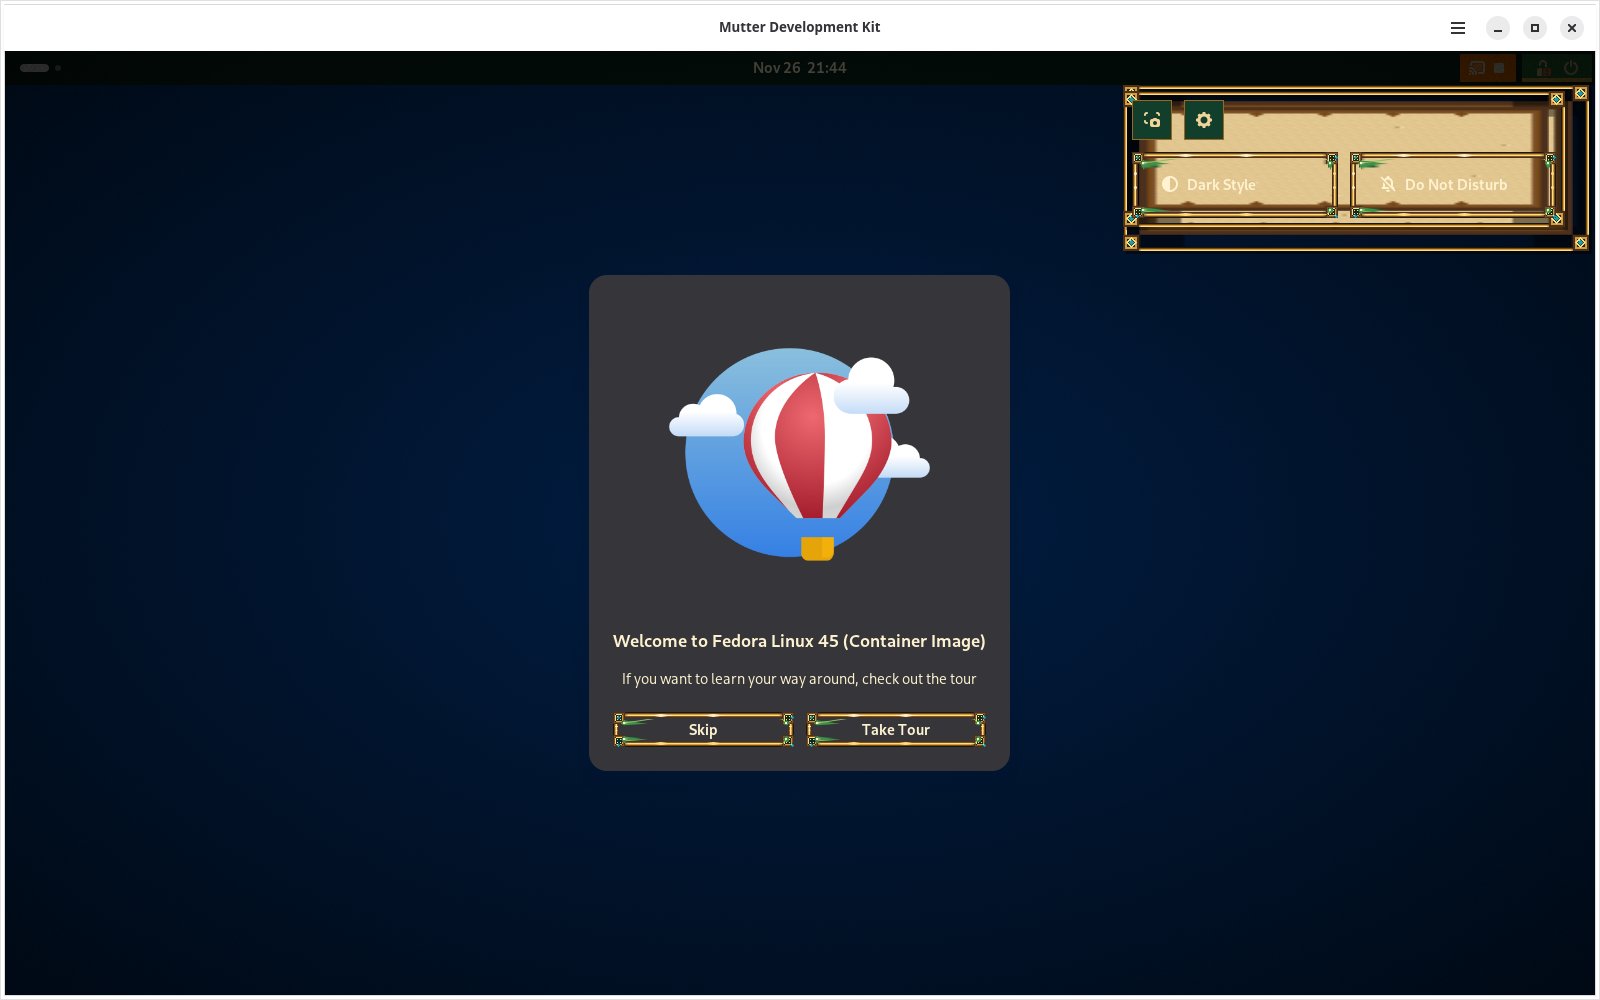 Mutter Development Kit
Nov 26 21:44
Dark Style
Do Not Disturb
Welcome to Fedora Linux 45 (Container Image)
If you want to learn your way around, check out the tour
Skip
Take Tour